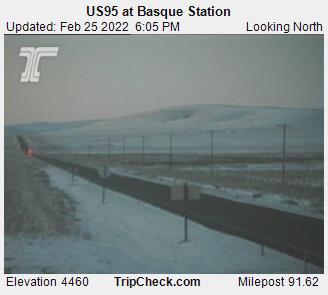 US95 at Basque Station
Updated: Feb 25 2022 6:05 PM Looking North
Elevation 4460 TripCheck.com Milepost 91.62